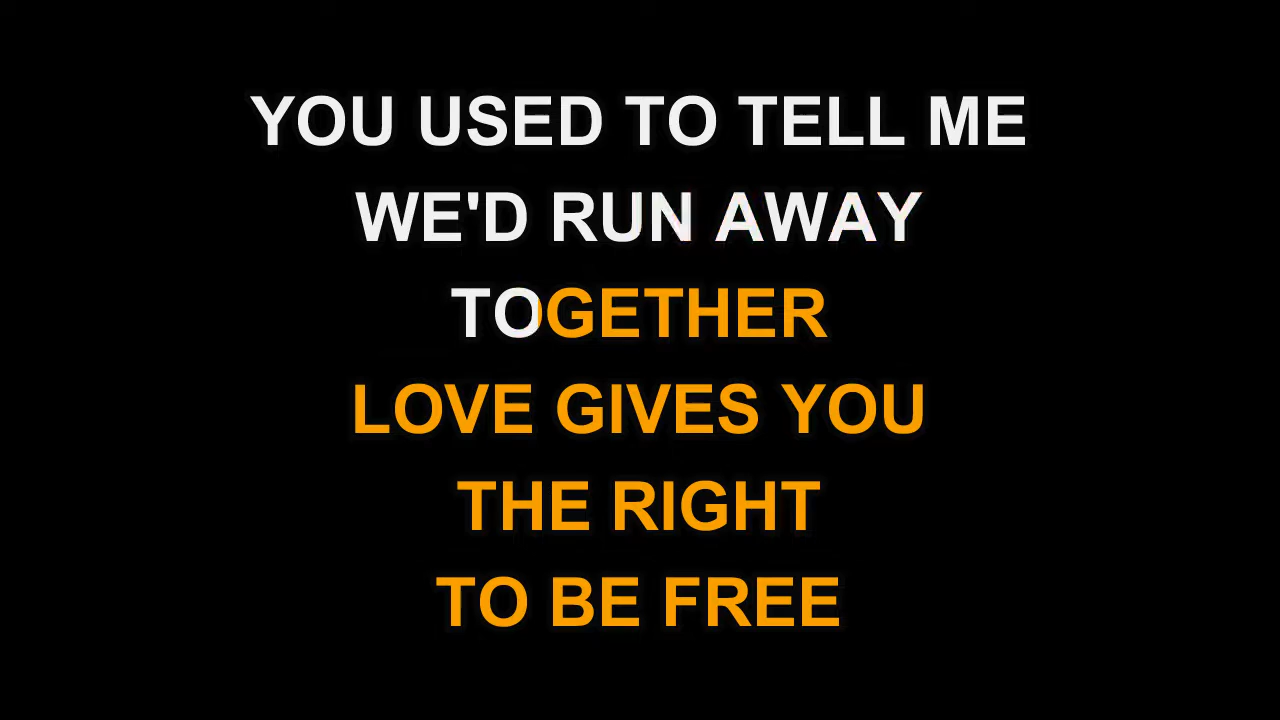 YOU USED TO TELL ME
WE'D RUN AWAY
TOGETHER
LOVE GIVES YOU
THE RIGHT
TO BE FREE